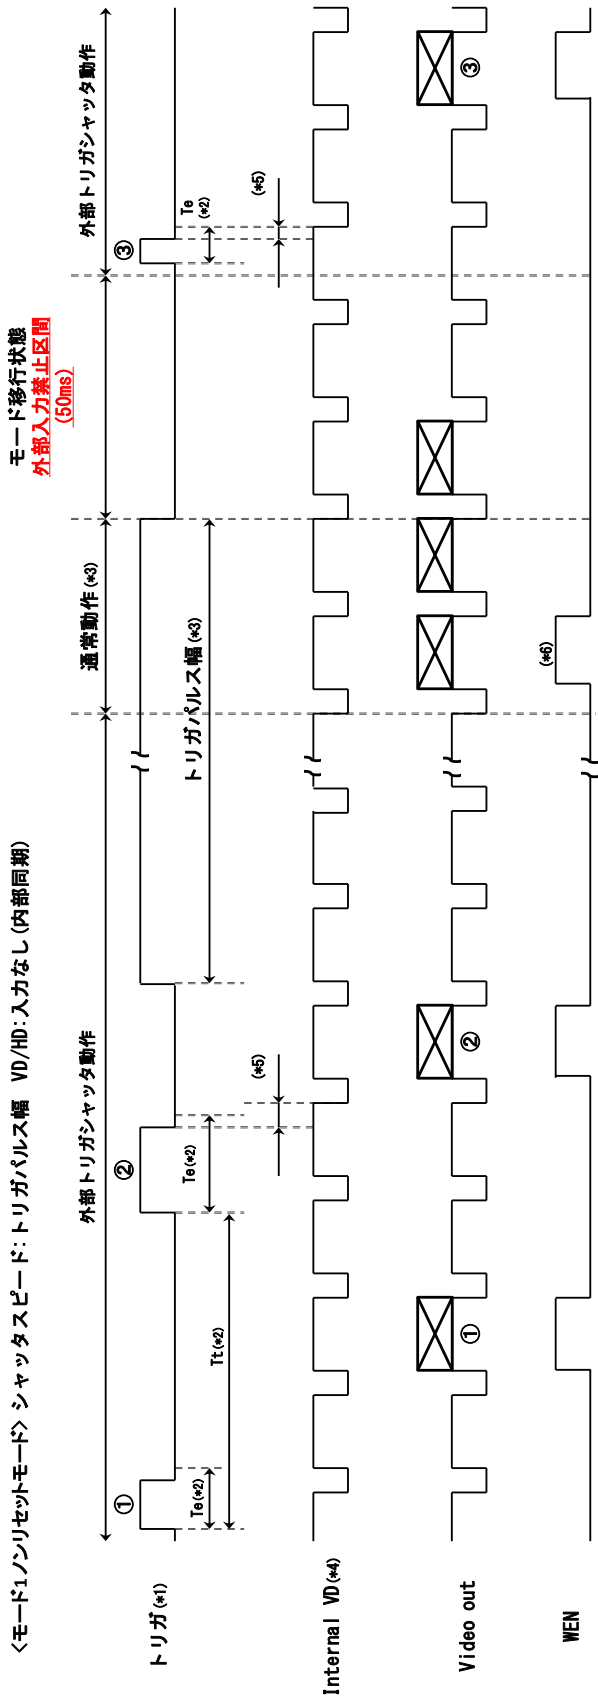 <モード1ノンリセットモード> シャッタスピード:トリガパルス幅 VD/HD:入力なし(内部同期)
モード移行状態
外部入力禁止区間
(50ms)
外部トリガシャッタ動作
通常動作(*3)
外部トリガシャッタ動作
トリガ(*1)
①
②
③
Te(*2)
Tt(*2)
Te(*2)
(*5)
トリガパルス幅(*3)
Te
(*2)
(*5)
Internal VD(*4)
Video out
①
②
③
WEN
(*6)